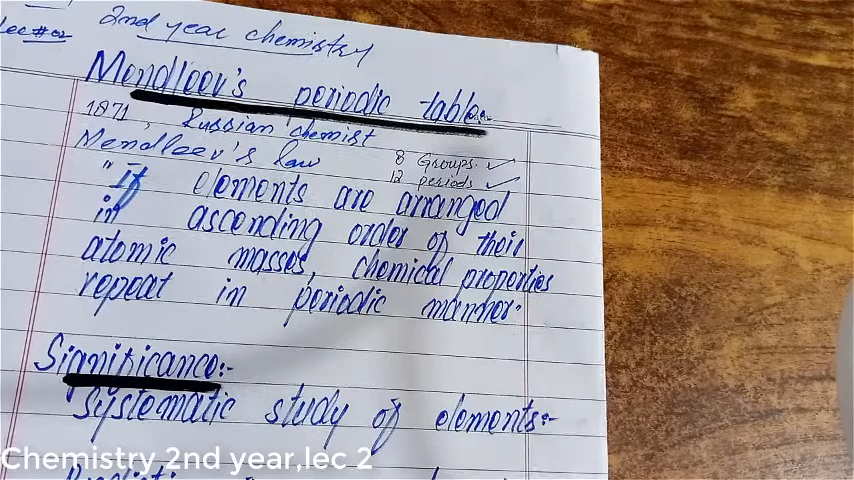 Lec#02 2nd year chemistry
Mendleev's periodic table:-
1871, Russian chemist
Mendleev's law 8 Groups ✓
12 periods ✓
"If elements are arranged
in ascending order of their
atomic masses, chemical properties
repeat in periodic manner.
Significance:-
Systematic study of elements:-
Chemistry 2nd year,lec 2